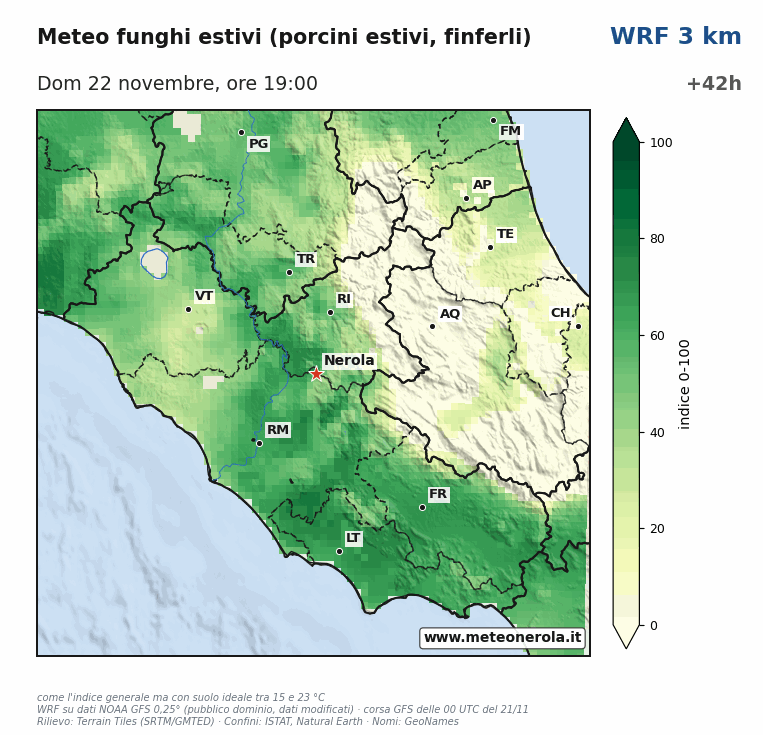 Meteo funghi estivi (porcini estivi, finferli)
WRF 3 km
Dom 22 novembre, ore 19:00
+42h
FM
PG
AP
TE
TR
VT
RI
AQ
CH
Nerola
RM
FR
LT
www.meteonerola.it
100
80
60
40
20
0
indice 0-100
come l'indice generale ma con suolo ideale tra 15 e 23 °C
WRF su dati NOAA GFS 0,25° (pubblico dominio, dati modificati) · corsa GFS delle 00 UTC del 21/11
Rilievo: Terrain Tiles (SRTM/GMTED) · Confini: ISTAT, Natural Earth · Nomi: GeoNames